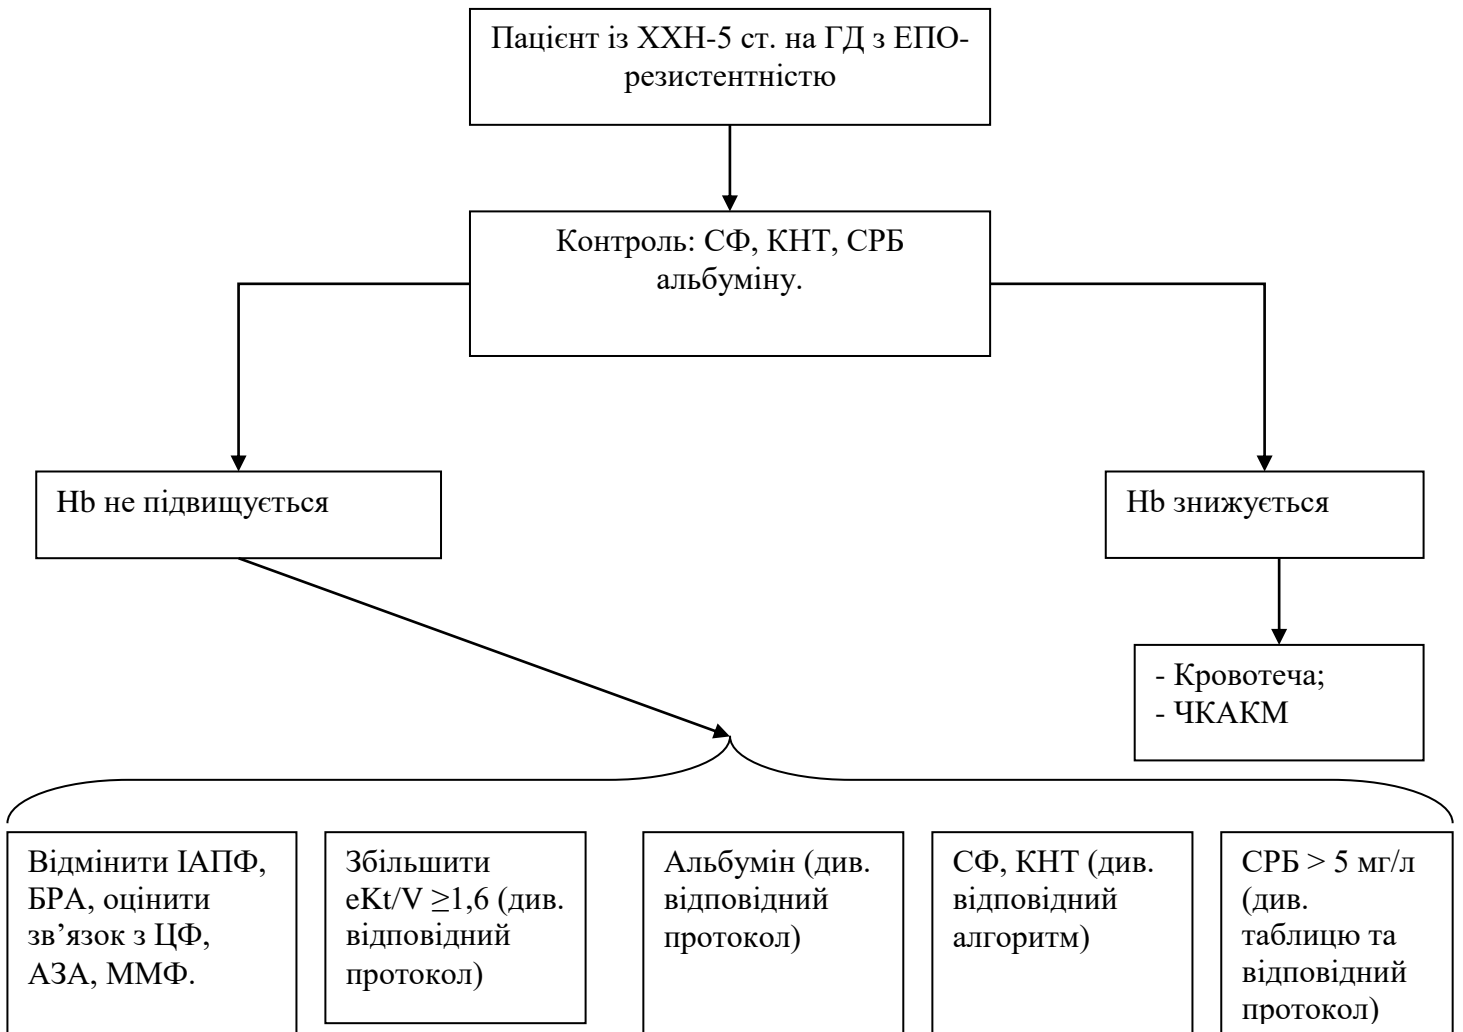 Пацієнт із ХХН-5 ст. на ГД з ЕПО-
резистентністю
Контроль: СФ, КНТ, СРБ
альбуміну.
Hb не підвищується
Hb знижується
- Кровотеча;
- ЧКАКМ
Відмінити ІАПФ,
БРА, оцінити
зв’язок з ЦФ,
АЗА, ММФ.
Збільшити
eKt/V ≥1,6 (див.
відповідний
протокол)
Альбумін (див.
відповідний
протокол)
СФ, КНТ (див.
відповідний
алгоритм)
СРБ > 5 мг/л
(див.
таблицю та
відповідний
протокол)